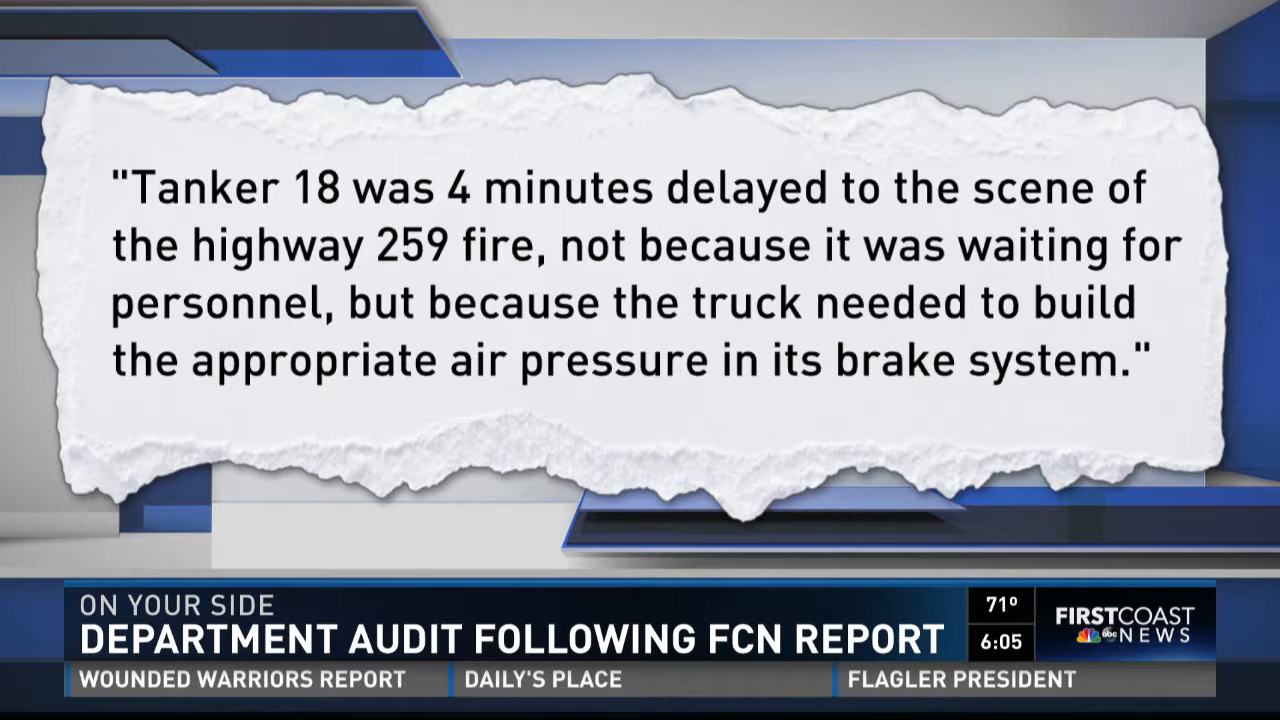 "Tanker 18 was 4 minutes delayed to the scene of
the highway 259 fire, not because it was waiting for
personnel, but because the truck needed to build
the appropriate air pressure in its brake system."
ON YOUR SIDE
DEPARTMENT AUDIT FOLLOWING FCN REPORT
71º
6:05
FIRSTCOAST
abc NEWS
WOUNDED WARRIORS REPORT
DAILY'S PLACE
FLAGLER PRESIDENT